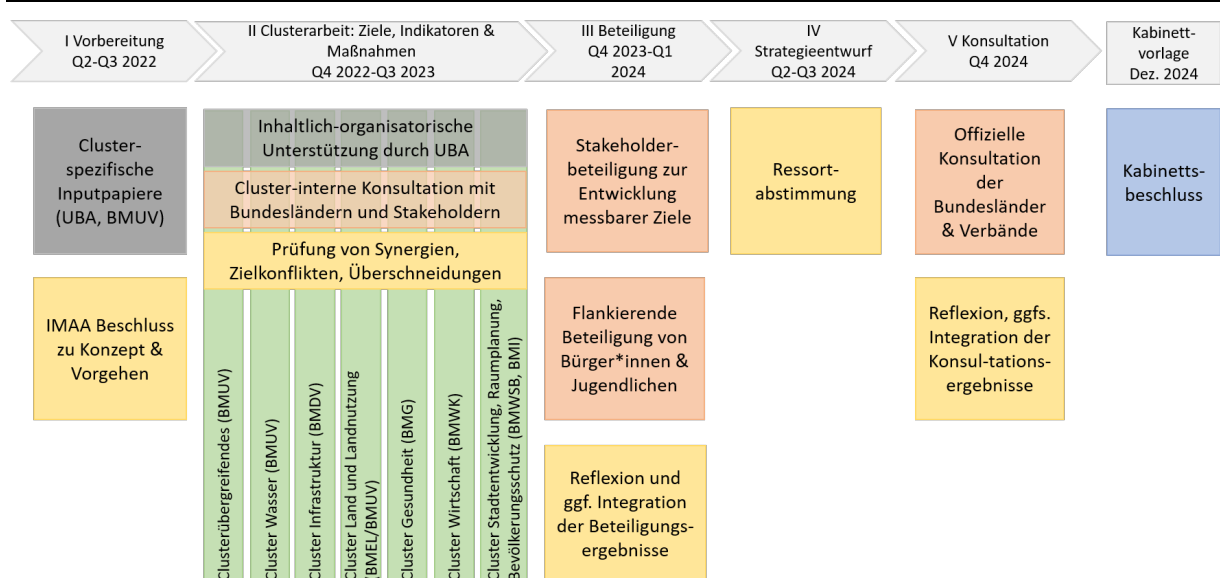 I Vorbereitung
Q2-Q3 2022
II Clusterarbeit: Ziele, Indikatoren &
Maßnahmen
Q4 2022-Q3 2023
III Beteiligung
Q4 2023-Q1
2024
IV
Strategieentwurf
Q2-Q3 2024
V Konsultation
Q4 2024
Kabinett-
vorlage
Dez. 2024
Cluster-
spezifische
Inputpapiere
(UBA, BMUV)
IMAA Beschluss
zu Konzept &
Vorgehen
Inhaltlich-organisatorische
Unterstützung durch UBA
Cluster-interne Konsultation mit
Bundesländern und Stakeholdern
Prüfung von Synergien,
Zielkonflikten, Überschneidungen
Clusterübergreifendes (BMUV)
Cluster Wasser (BMUV)
Cluster Infrastruktur (BMDV)
Cluster Land und Landnutzung
(BMEL/BMUV)
Cluster Gesundheit (BMG)
Cluster Wirtschaft (BMWK)
Cluster Stadtentwicklung, Raumplanung,
Bevölkerungsschutz (BMWSB, BMI)
Stakeholder-
beteiligung zur
Entwicklung
messbarer Ziele
Flankierende
Beteiligung von
Bürger*innen &
Jugendlichen
Reflexion und
ggf. Integration
der Beteiligungs-
ergebnisse
Ressort-
abstimmung
Offizielle
Konsultation
der
Bundesländer
& Verbände
Reflexion, ggfs.
Integration der
Konsul-tations-
ergebnisse
Kabinetts-
beschluss